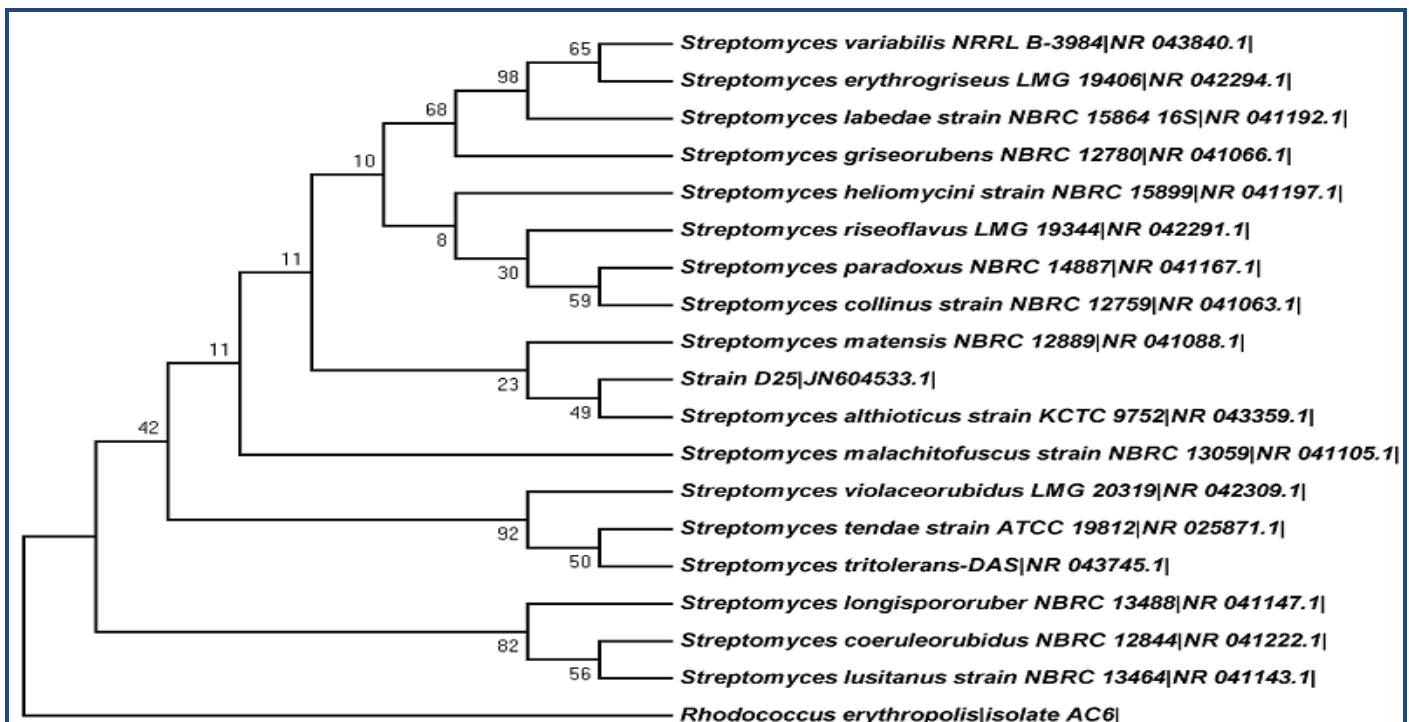 65
Streptomyces variabilis NRRL B-3984|NR 043840.1|
98
Streptomyces erythrogriseus LMG 19406|NR 042294.1|
68
Streptomyces labedae strain NBRC 15864 16S|NR 041192.1|
10
Streptomyces griseorubens NBRC 12780|NR 041066.1|
Streptomyces heliomycini strain NBRC 15899|NR 041197.1|
8
Streptomyces riseoflavus LMG 19344|NR 042291.1|
11
30
Streptomyces paradoxus NBRC 14887|NR 041167.1|
59
Streptomyces collinus strain NBRC 12759|NR 041063.1|
11
Streptomyces matensis NBRC 12889|NR 041088.1|
23
Strain D25|JN604533.1|
49
Streptomyces althioticus strain KCTC 9752|NR 043359.1|
42
Streptomyces malachitofuscus strain NBRC 13059|NR 041105.1|
Streptomyces violaceorubidus LMG 20319|NR 042309.1|
92
Streptomyces tendae strain ATCC 19812|NR 025871.1|
50
Streptomyces tritolerans-DAS|NR 043745.1|
Streptomyces longispororuber NBRC 13488|NR 041147.1|
82
Streptomyces coeruleorubidus NBRC 12844|NR 041222.1|
56
Streptomyces lusitanus strain NBRC 13464|NR 041143.1|
Rhodococcus erythropolis|isolate AC6|